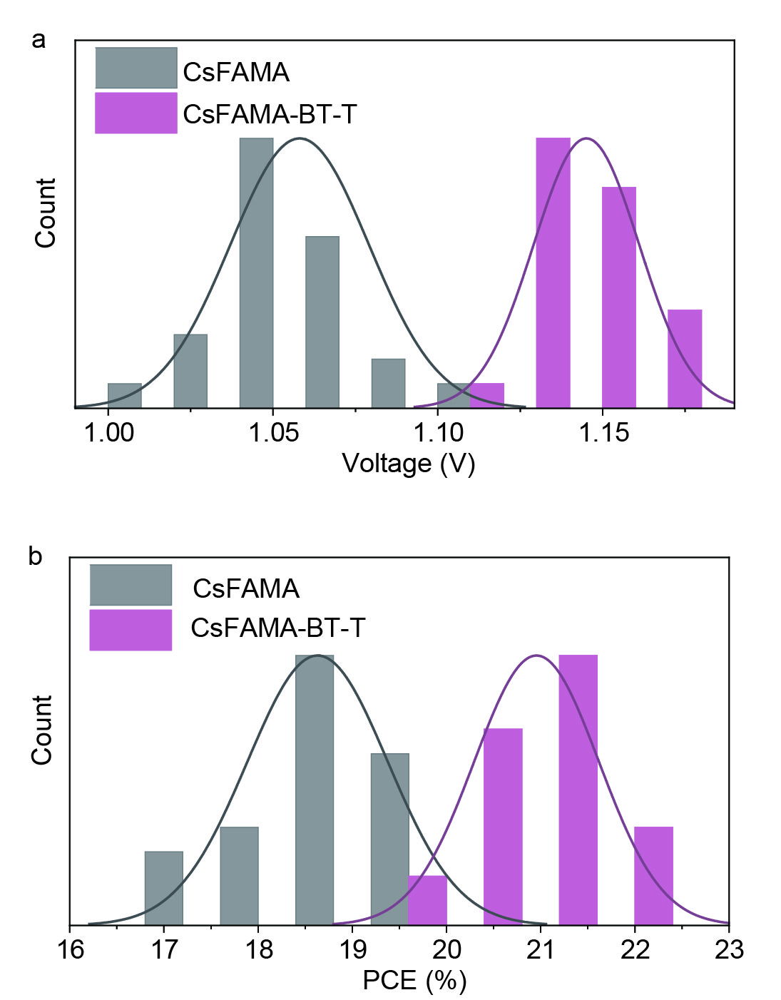 a
CsFAMA
CsFAMA-BT-T
Count
1.00 1.05 1.10 1.15
Voltage (V)
b
CsFAMA
CsFAMA-BT-T
Count
16 17 18 19 20 21 22 23
PCE (%)